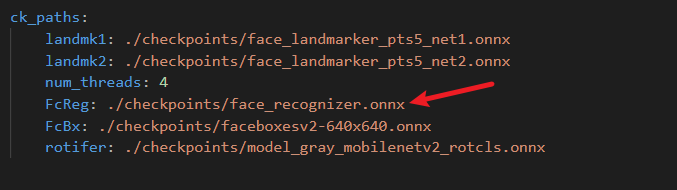 ck_paths:
landmk1: ./checkpoints/face_landmarker_pts5_net1.onnx
landmk2: ./checkpoints/face_landmarker_pts5_net2.onnx
num_threads: 4
FcReg: ./checkpoints/face_recognizer.onnx
FcBx: ./checkpoints/faceboxesv2-640x640.onnx
rotifer: ./checkpoints/model_gray_mobilenetv2_rotcls.onnx